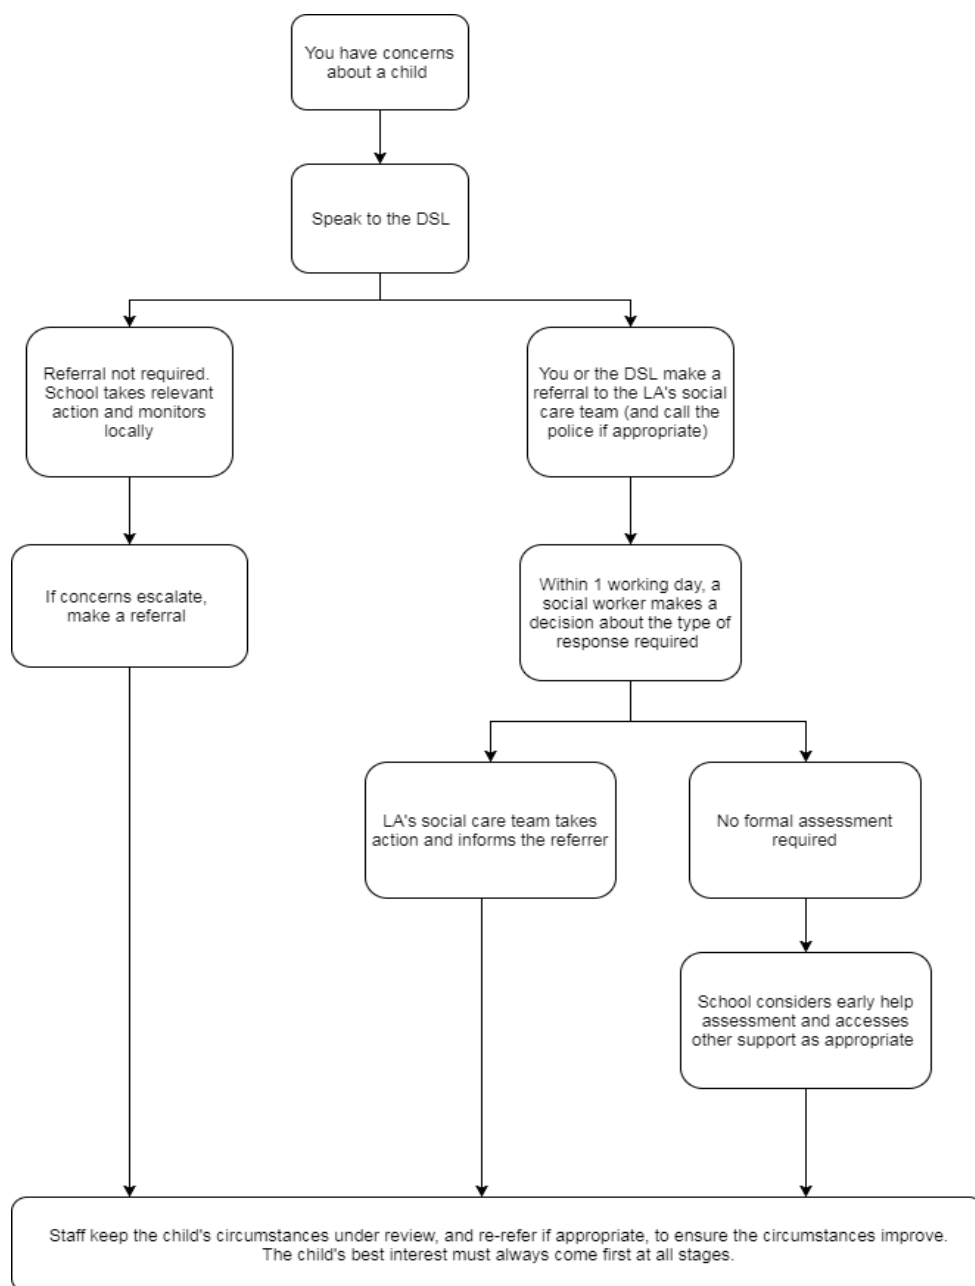 You have concerns
about a child
Speak to the DSL
Referral not required.
School takes relevant
action and monitors
locally
You or the DSL make a
referral to the LA's social
care team (and call the
police if appropriate)
If concerns escalate,
make a referral
Within 1 working day, a
social worker makes a
decision about the type of
response required
LA's social care team takes
action and informs the referrer
No formal assessment
required
School considers early help
assessment and accesses
other support as appropriate
Staff keep the child's circumstances under review, and re-refer if appropriate, to ensure the circumstances improve.
The child's best interest must always come first at all stages.